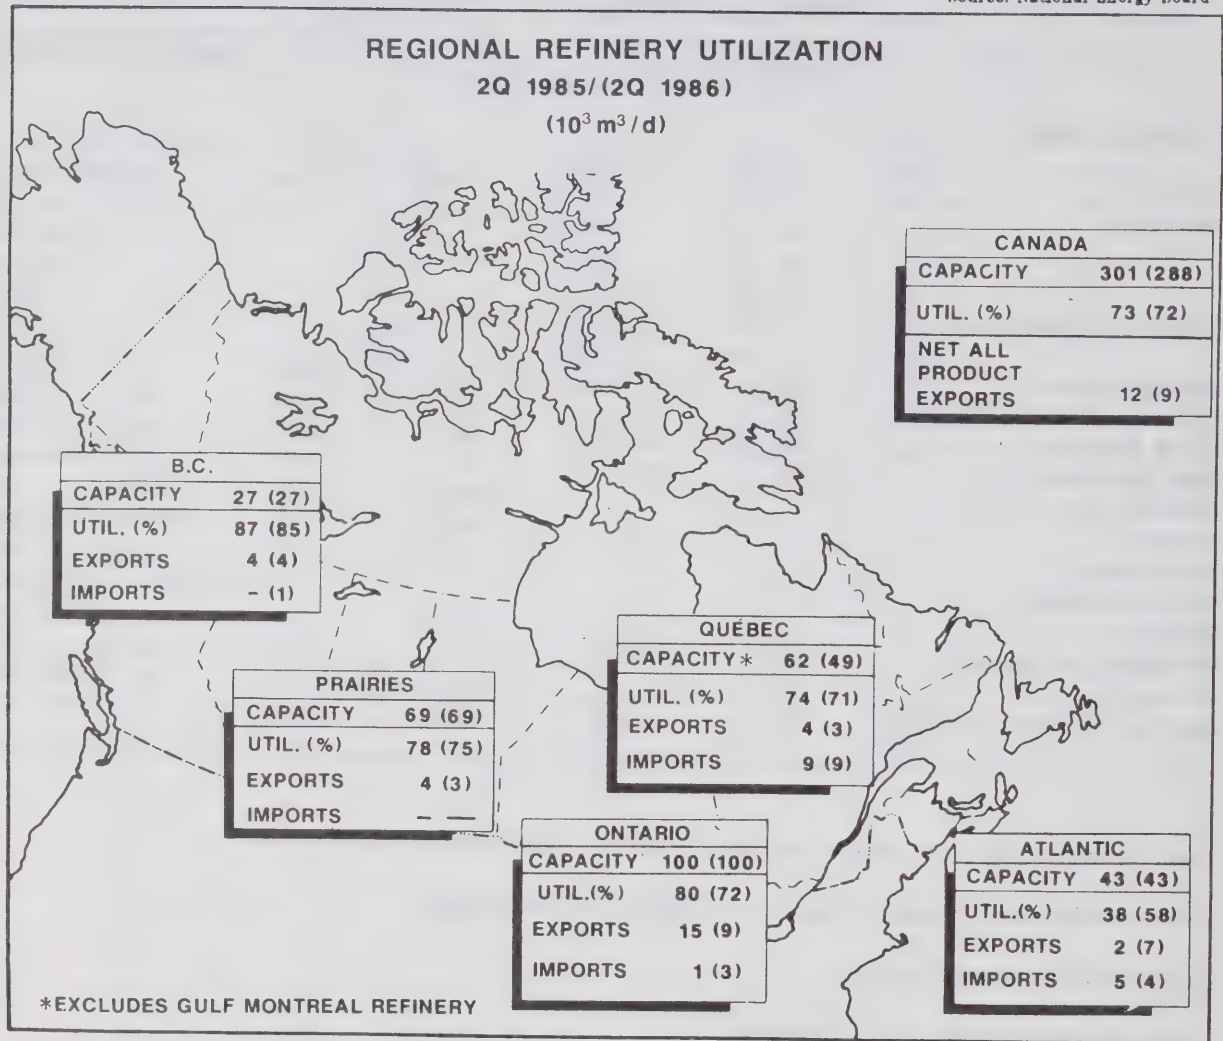 Source: National Energy Board
REGIONAL REFINERY UTILIZATION
2Q 1985/(2Q 1986)
(10³ m³/d)
CANADA
CAPACITY 301 (288)
UTIL. (%) 73 (72)
NET ALL
PRODUCT
EXPORTS 12 (9)
B.C.
CAPACITY 27 (27)
UTIL. (%) 87 (85)
EXPORTS 4 (4)
IMPORTS - (1)
QUÉBEC
CAPACITY* 62 (49)
UTIL. (%) 74 (71)
EXPORTS 4 (3)
IMPORTS 9 (9)
PRAIRIES
CAPACITY 69 (69)
UTIL. (%) 78 (75)
EXPORTS 4 (3)
IMPORTS - —
ONTARIO
CAPACITY 100 (100)
UTIL.(%) 80 (72)
EXPORTS 15 (9)
IMPORTS 1 (3)
ATLANTIC
CAPACITY 43 (43)
UTIL.(%) 38 (58)
EXPORTS 2 (7)
IMPORTS 5 (4)
*EXCLUDES GULF MONTREAL REFINERY